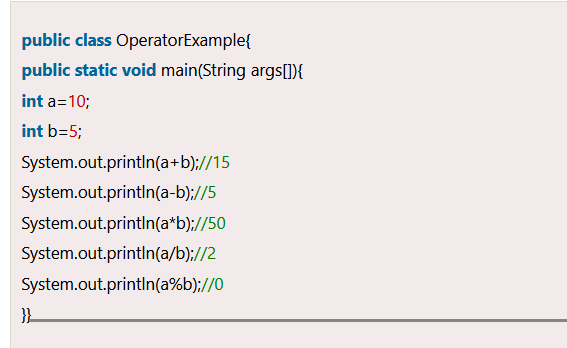 public class OperatorExample{
public static void main(String args[]){
int a=10;
int b=5;
System.out.println(a+b);//15
System.out.println(a-b);//5
System.out.println(a*b);//50
System.out.println(a/b);//2
System.out.println(a%b);//0
}}